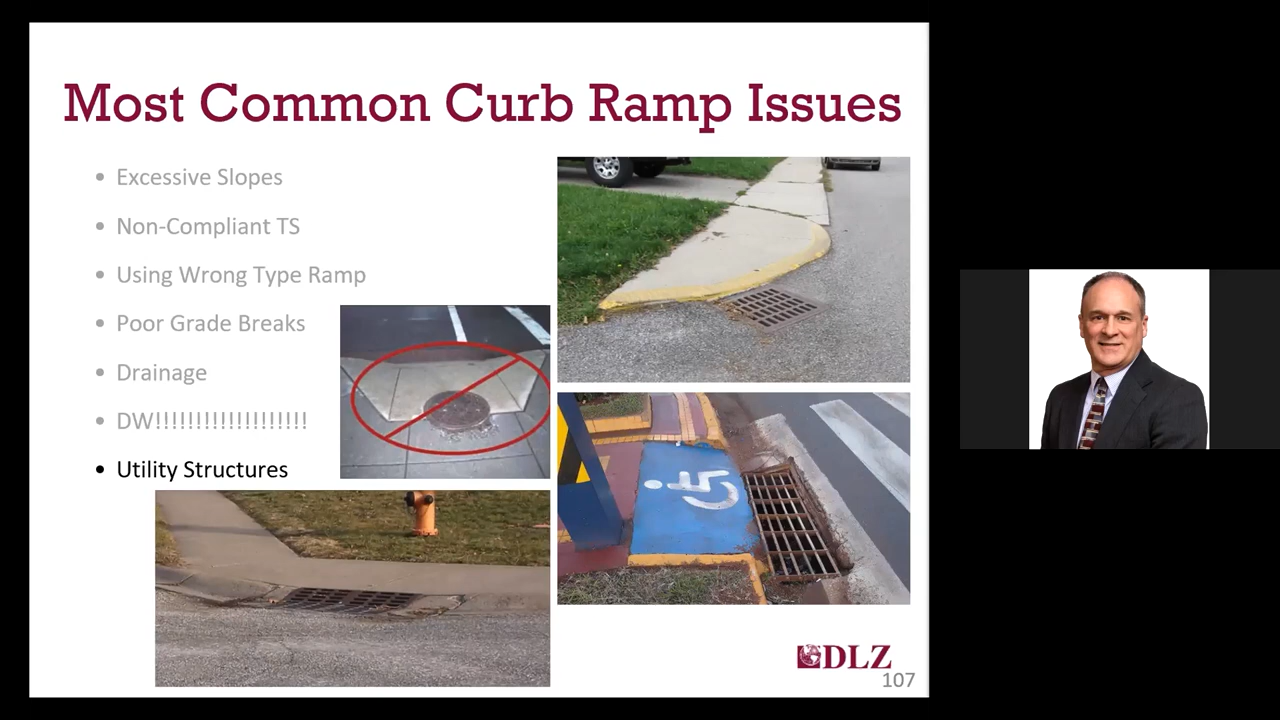 Most Common Curb Ramp Issues
• Excessive Slopes
• Non-Compliant TS
• Using Wrong Type Ramp
• Poor Grade Breaks
• Drainage
• DW!!!!!!!!!!!!!!!!!!!
• Utility Structures
DLZ
107